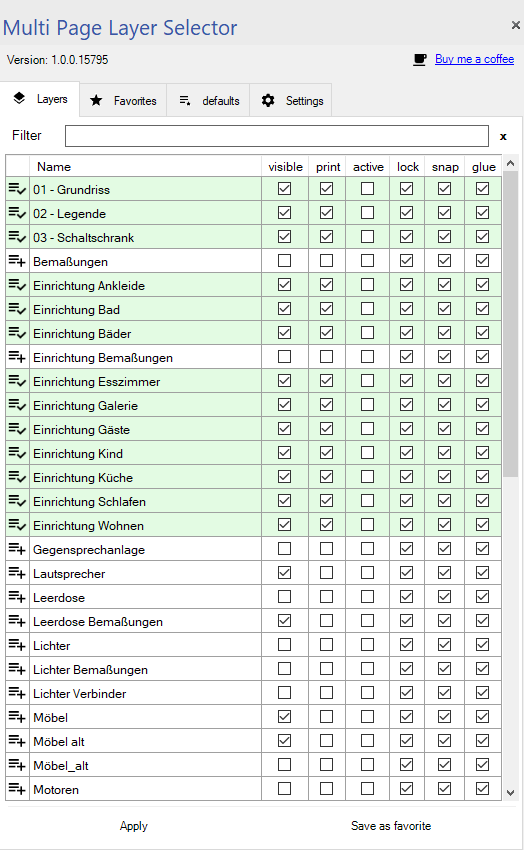 Multi Page Layer Selector
Version: 1.0.0.15795
Buy me a coffee
Layers Favorites defaults Settings
Filter x
Name visible print active lock snap glue
01 - Grundriss
02 - Legende
03 - Schaltschrank
Bemaßungen
Einrichtung Ankleide
Einrichtung Bad
Einrichtung Bäder
Einrichtung Bemaßungen
Einrichtung Esszimmer
Einrichtung Galerie
Einrichtung Gäste
Einrichtung Kind
Einrichtung Küche
Einrichtung Schlafen
Einrichtung Wohnen
Gegensprechanlage
Lautsprecher
Leerdose
Leerdose Bemaßungen
Lichter
Lichter Bemaßungen
Lichter Verbinder
Möbel
Möbel alt
Möbel_alt
Motoren
Apply Save as favorite